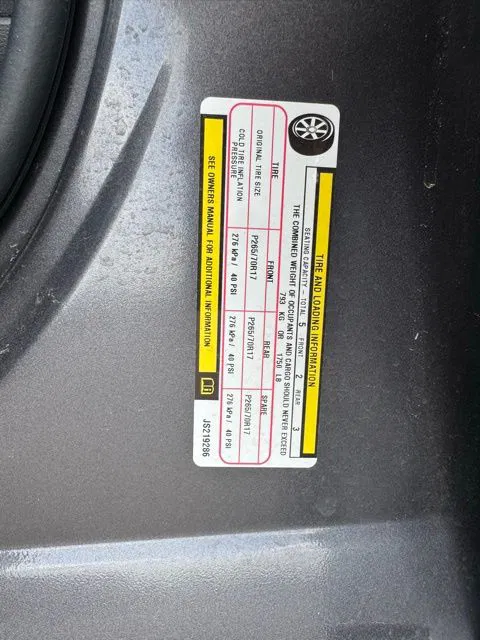 TIRE AND LOADING INFORMATION
SEATING CAPACITY - TOTAL 5 FRONT 2 REAR 3
THE COMBINED WEIGHT OF OCCUPANTS AND CARGO SHOULD NEVER EXCEED
793 KG OR 1750 LB
TIRE FRONT REAR SPARE
ORIGINAL TIRE SIZE P265/70R17 P265/70R17 P265/70R17
COLD TIRE INFLATION PRESSURE 276 kPa / 40 PSI 276 kPa / 40 PSI 276 kPa / 40 PSI
SEE OWNERS MANUAL FOR ADDITIONAL INFORMATION
JS219286